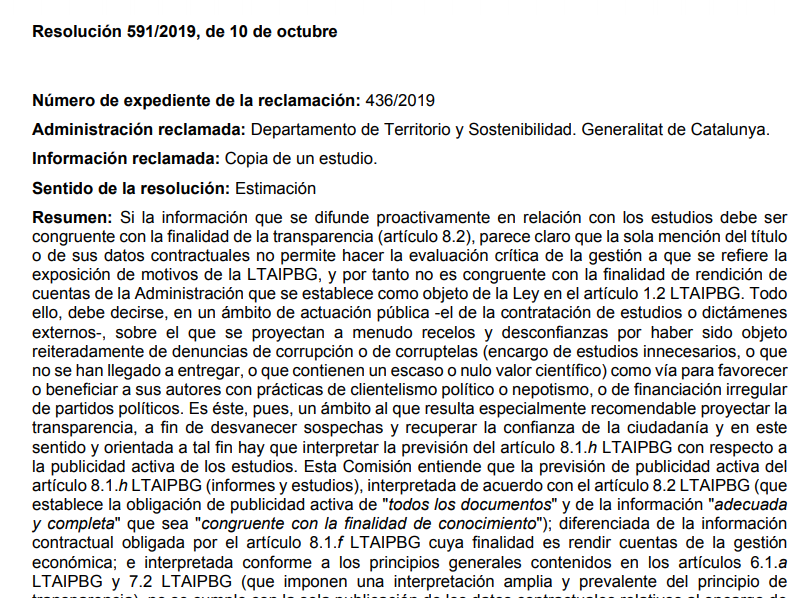 Resolución 591/2019, de 10 de octubre
Número de expediente de la reclamación: 436/2019
Administración reclamada: Departamento de Territorio y Sostenibilidad. Generalitat de Catalunya.
Información reclamada: Copia de un estudio.
Sentido de la resolución: Estimación
Resumen: Si la información que se difunde proactivamente en relación con los estudios debe ser
congruente con la finalidad de la transparencia (artículo 8.2), parece claro que la sola mención del título
o de sus datos contractuales no permite hacer la evaluación crítica de la gestión a que se refiere la
exposición de motivos de la LTAIPBG, y por tanto no es congruente con la finalidad de rendición de
cuentas de la Administración que se establece como objeto de la Ley en el artículo 1.2 LTAIPBG. Todo
ello, debe decirse, en un ámbito de actuación pública -el de la contratación de estudios o dictámenes
externos-, sobre el que se proyectan a menudo recelos y desconfianzas por haber sido objeto
reiteradamente de denuncias de corrupción o de corruptelas (encargo de estudios innecesarios, o que
no se han llegado a entregar, o que contienen un escaso o nulo valor científico) como vía para favorecer
o beneficiar a sus autores con prácticas de clientelismo político o nepotismo, o de financiación irregular
de partidos políticos. Es éste, pues, un ámbito al que resulta especialmente recomendable proyectar la
transparencia, a fin de desvanecer sospechas y recuperar la confianza de la ciudadanía y en este
sentido y orientada a tal fin hay que interpretar la previsión del artículo 8.1.h LTAIPBG con respecto a
la publicidad activa de los estudios. Esta Comisión entiende que la previsión de publicidad activa del
artículo 8.1.h LTAIPBG (informes y estudios), interpretada de acuerdo con el artículo 8.2 LTAIPBG (que
establece la obligación de publicidad activa de "todos los documentos" y de la información "adecuada
y completa" que sea "congruente con la finalidad de conocimiento"); diferenciada de la información
contractual obligada por el artículo 8.1.f LTAIPBG cuya finalidad es rendir cuentas de la gestión
económica; e interpretada conforme a los principios generales contenidos en los artículos 6.1.a
LTAIPBG y 7.2 LTAIPBG (que imponen una interpretación amplia y prevalente del principio de